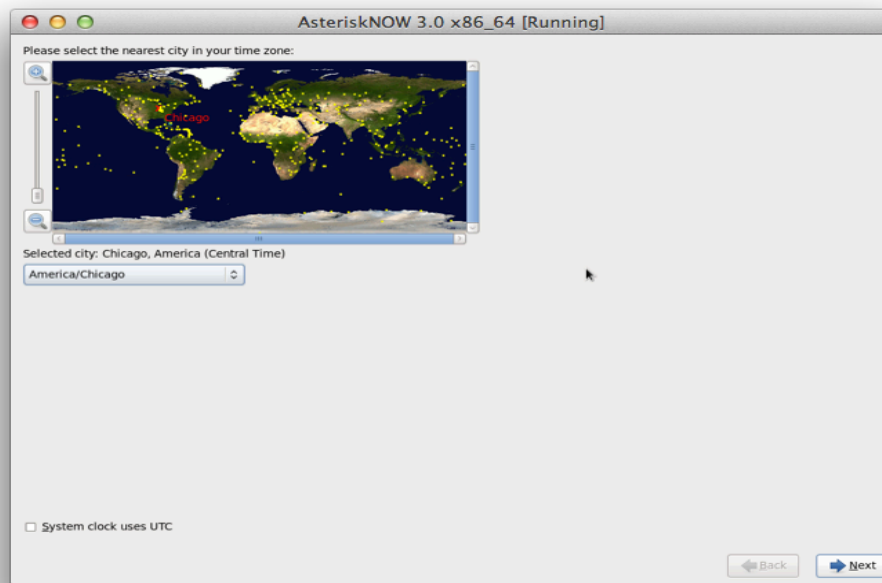 AsteriskNOW 3.0 x86_64 [Running]
Please select the nearest city in your time zone:
Chicago
Selected city: Chicago, America (Central Time)
America/Chicago
System clock uses UTC
Back
Next